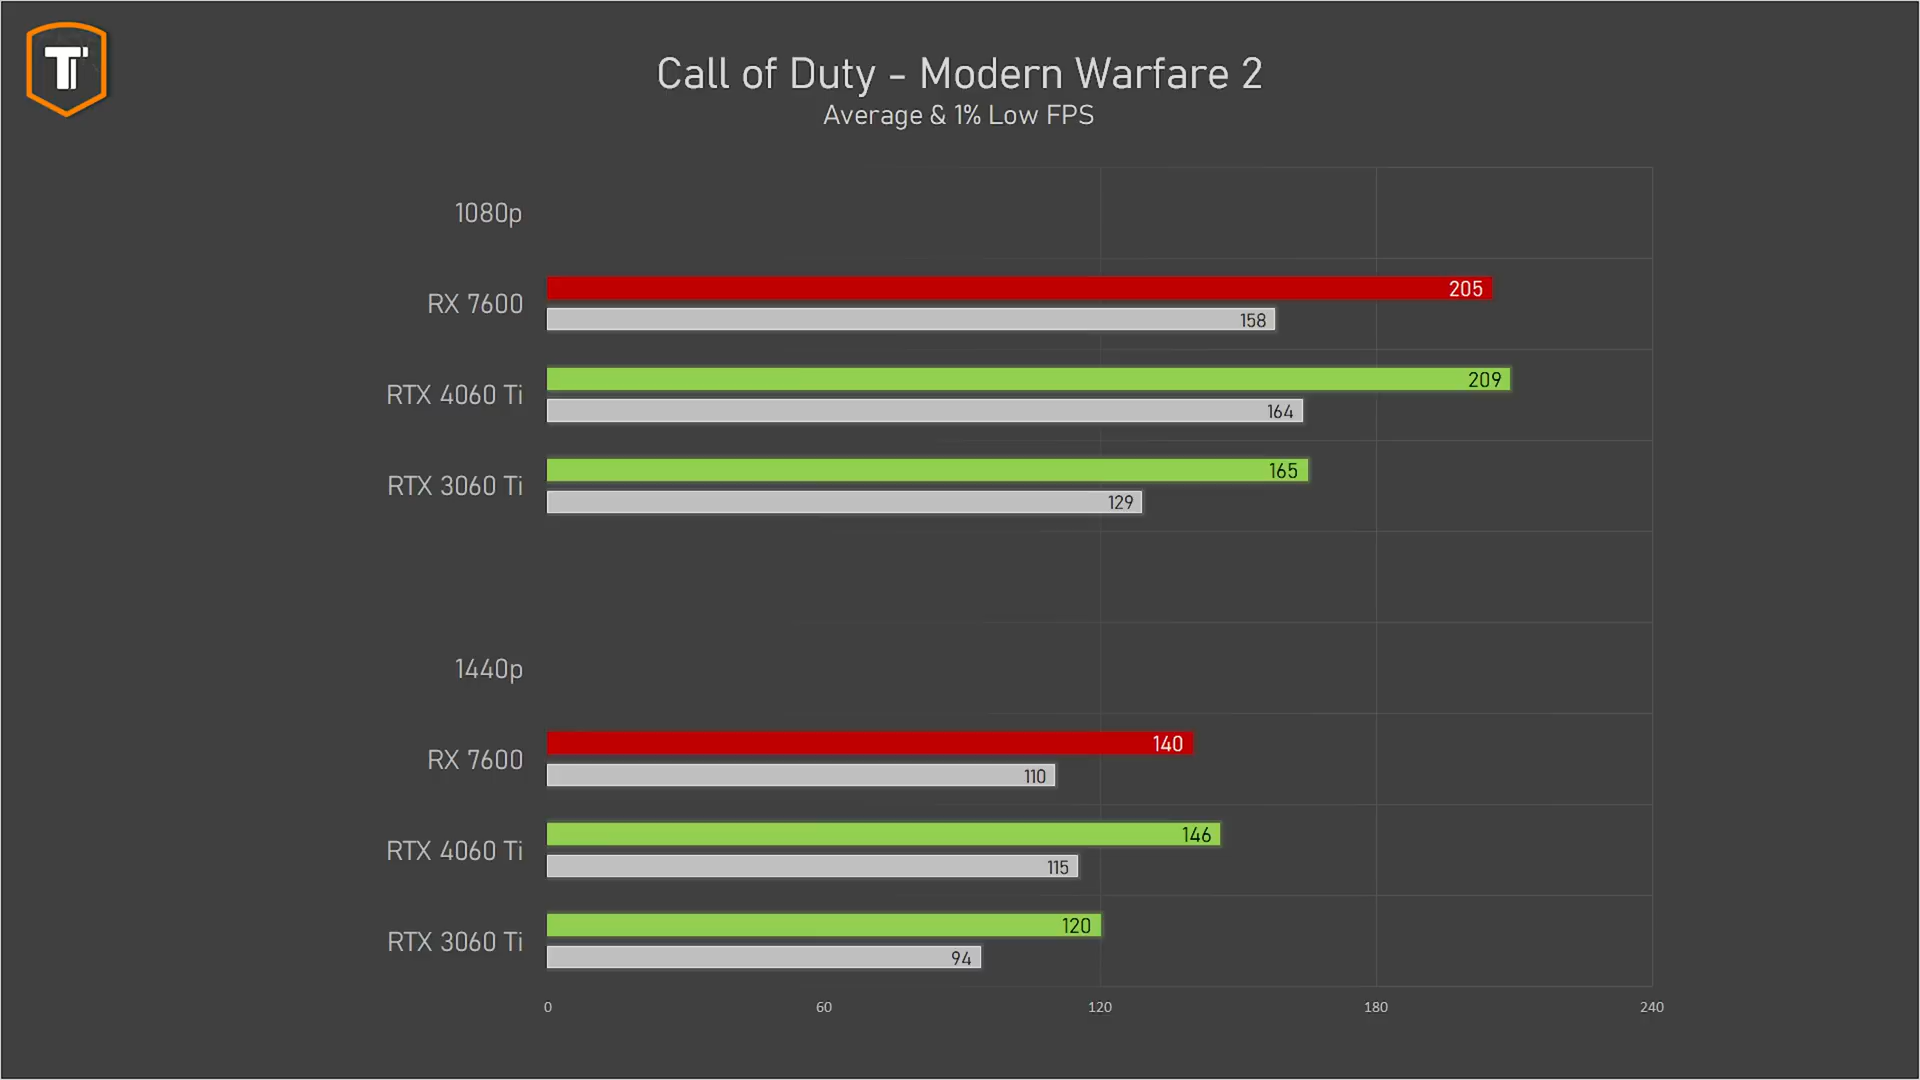 Ti
Call of Duty - Modern Warfare 2
Average & 1% Low FPS
1080p
RX 7600
205
158
RTX 4060 Ti
209
164
RTX 3060 Ti
165
129
1440p
RX 7600
140
110
RTX 4060 Ti
146
115
RTX 3060 Ti
120
94
0 60 120 180 240